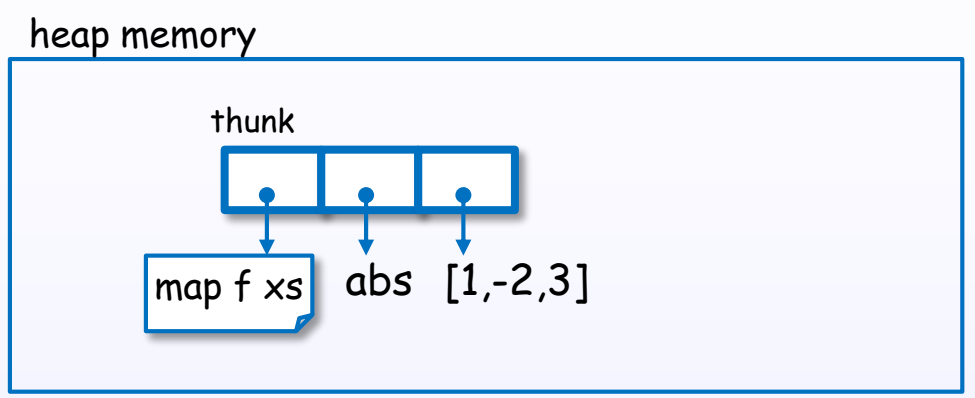 heap memory
thunk
map f xs
abs
[1,-2,3]